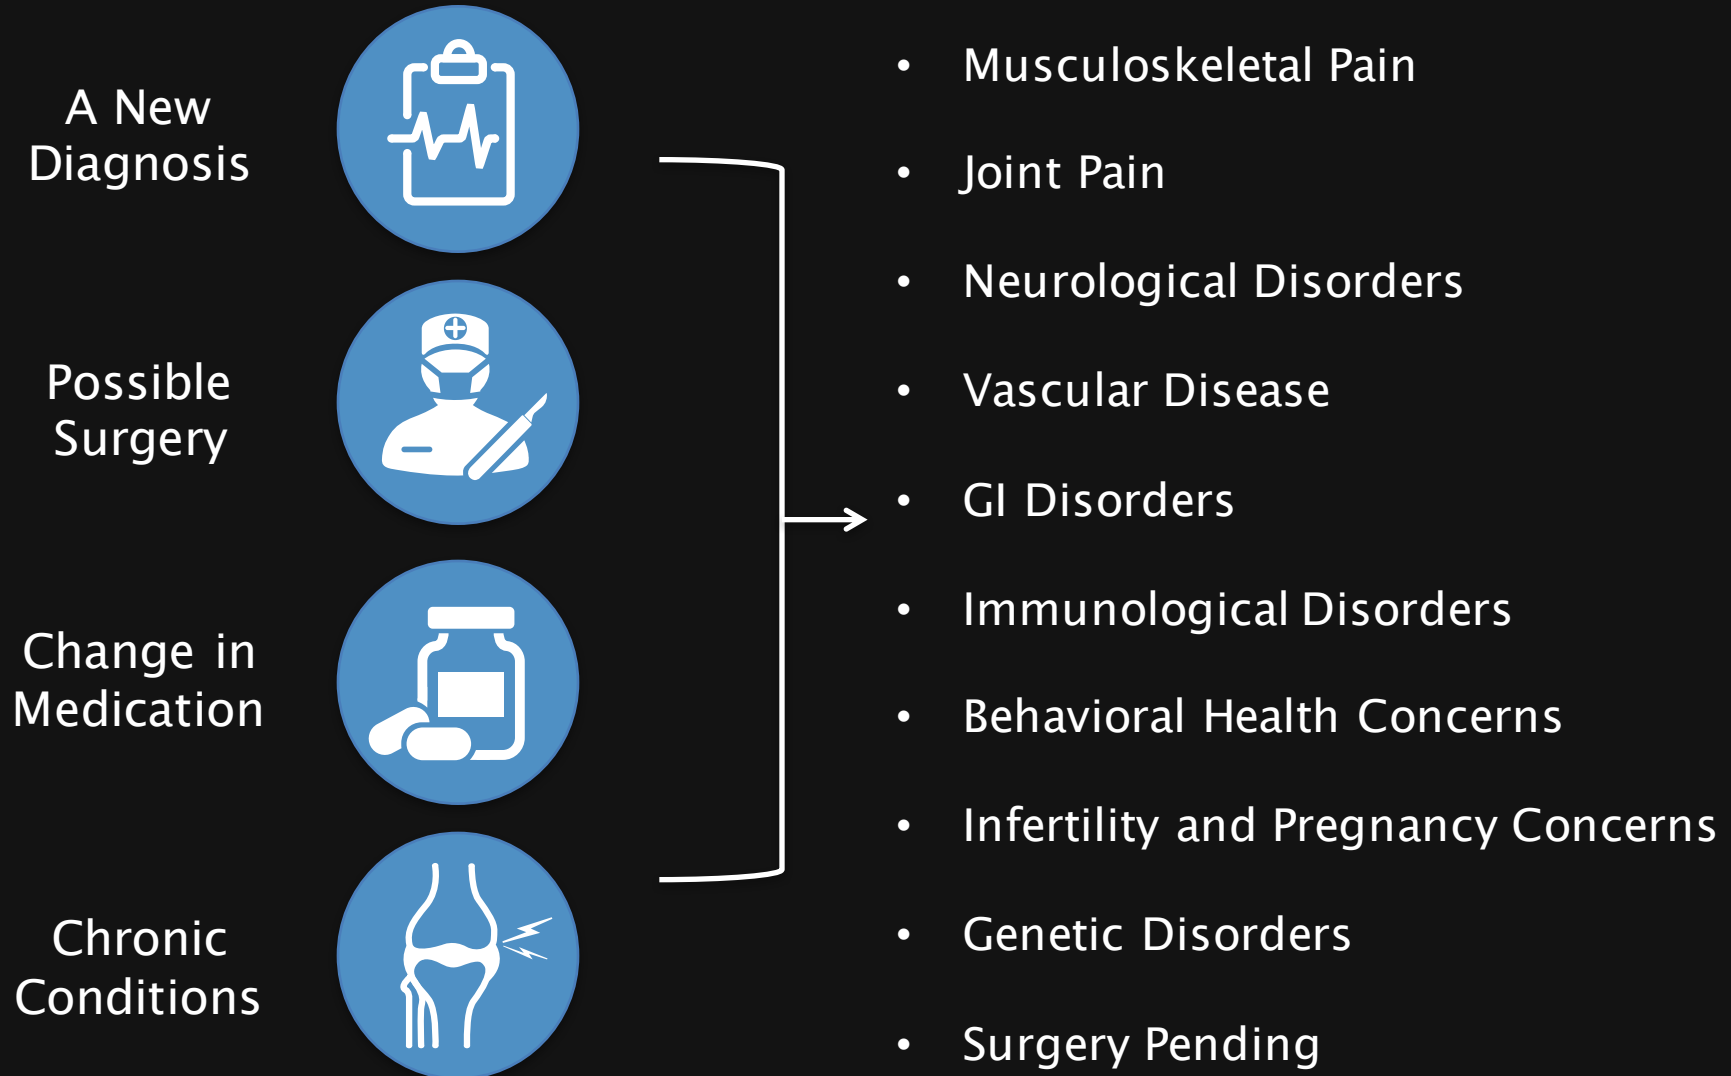 A New
Diagnosis
Possible
Surgery
Change in
Medication
Chronic
Conditions
• Musculoskeletal Pain
• Joint Pain
• Neurological Disorders
• Vascular Disease
• GI Disorders
• Immunological Disorders
• Behavioral Health Concerns
• Infertility and Pregnancy Concerns
• Genetic Disorders
• Surgery Pending